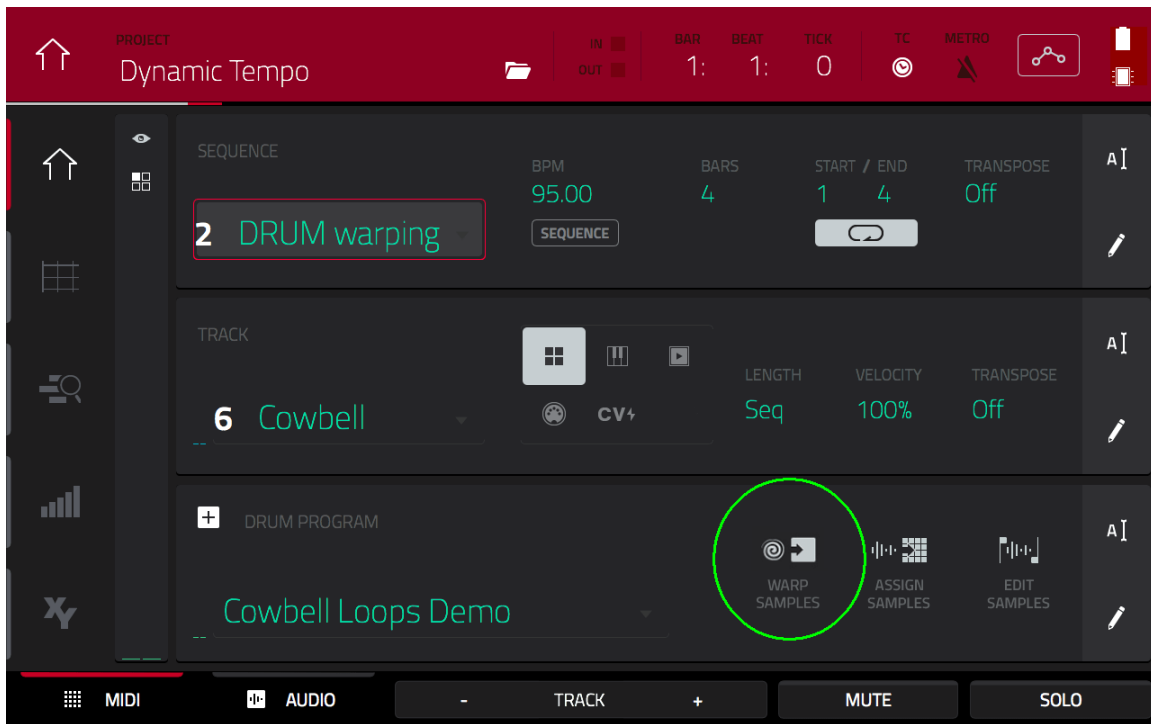 PROJECT
Dynamic Tempo
IN
OUT
BAR BEAT TICK TC METRO
1: 1: 0
SEQUENCE
2 DRUM warping
BPM BARS START / END TRANSPOSE
95.00 4 1 4 Off
SEQUENCE
A
TRACK
6 Cowbell
CV
LENGTH VELOCITY TRANSPOSE
Seq 100% Off
A
DRUM PROGRAM
Cowbell Loops Demo
WARP SAMPLES
ASSIGN SAMPLES
EDIT SAMPLES
A
XY
MIDI AUDIO - TRACK + MUTE SOLO